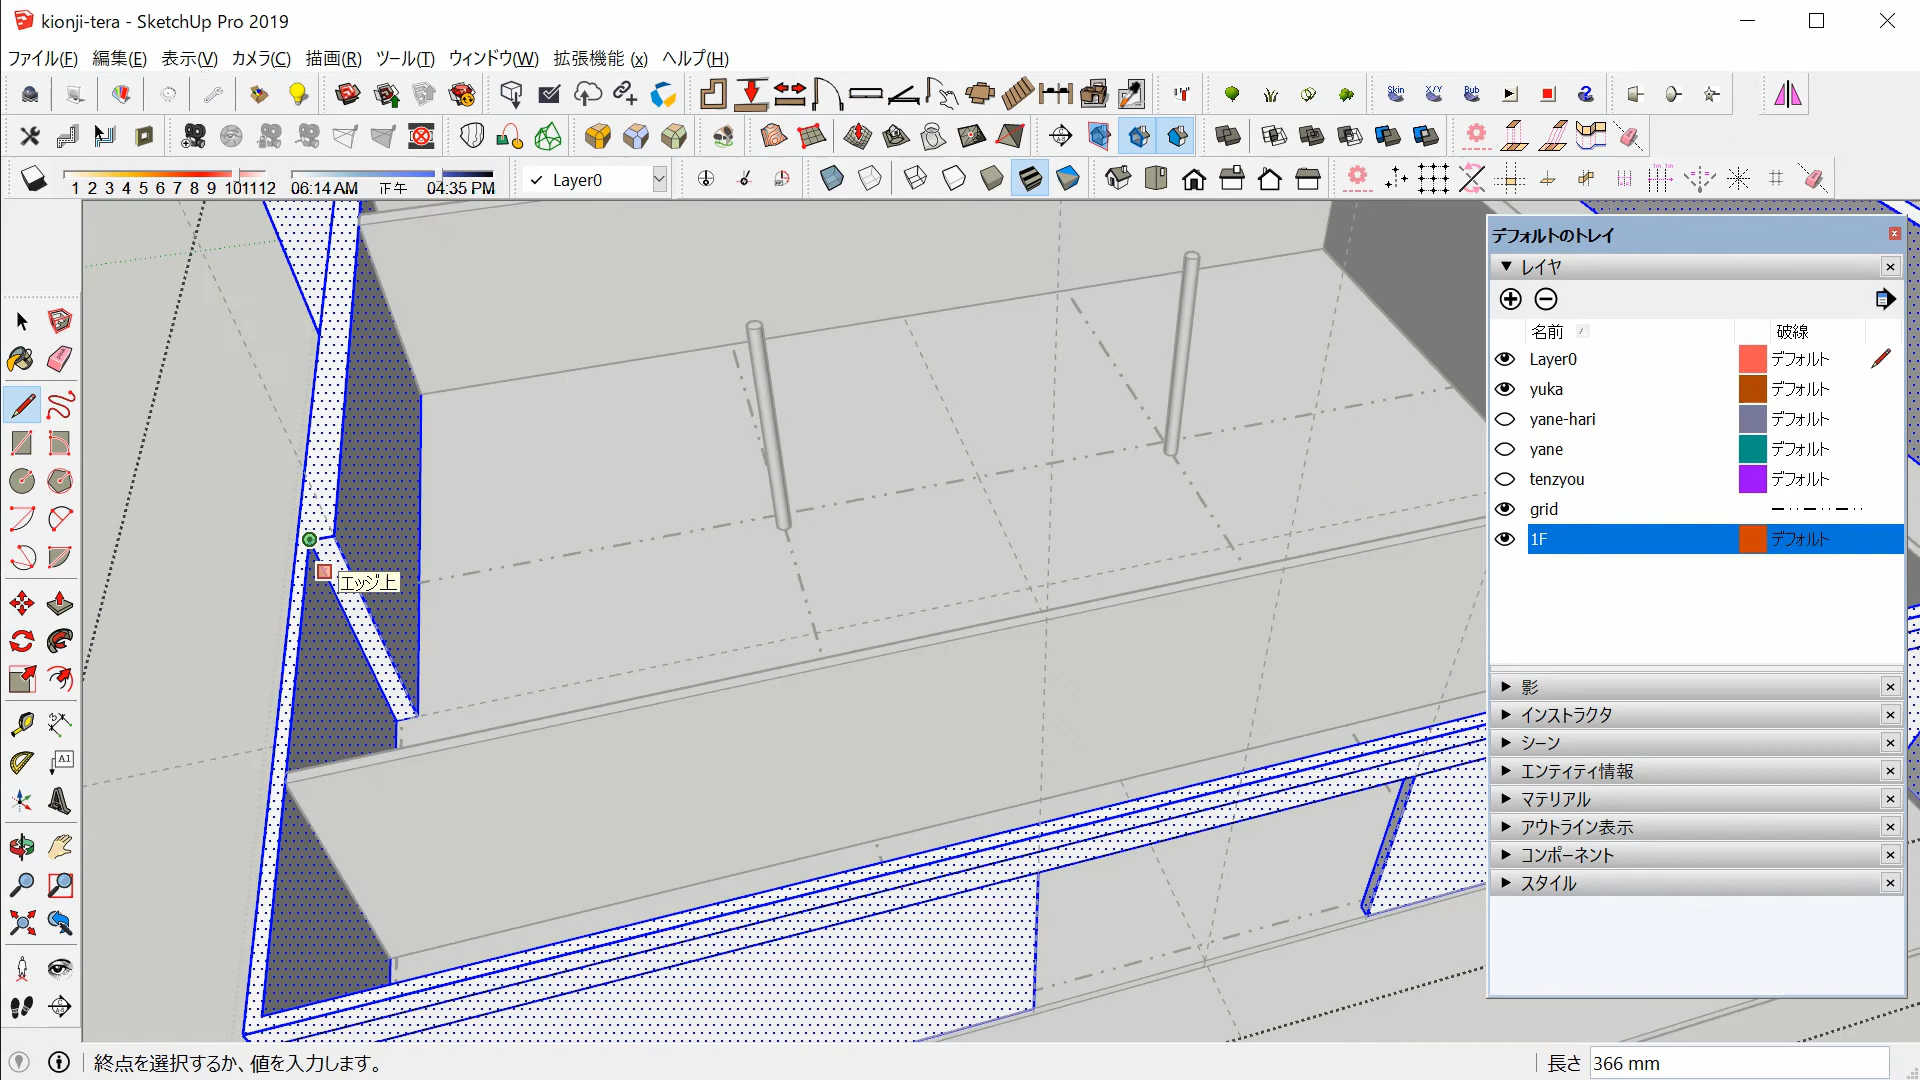 kionji-tera - SketchUp Pro 2019
ファイル(F) 編集(E) 表示(V) カメラ(C) 描画(R) ツール(T) ウィンドウ(W) 拡張機能 (x) ヘルプ(H)
Skin X/Y Bub
1 2 3 4 5 6 7 8 9 10 11 12 06:14 AM 正午 04:35 PM Layer0
デフォルトのトレイ
レイヤ
名前 破線
Layer0 デフォルト
yuka デフォルト
yane-hari デフォルト
yane デフォルト
tenzyou デフォルト
grid
1F デフォルト
エッジ上
影
インストラクタ
シーン
エンティティ情報
マテリアル
アウトライン表示
コンポーネント
スタイル
A1
終点を選択するか、値を入力します。
長さ 366 mm